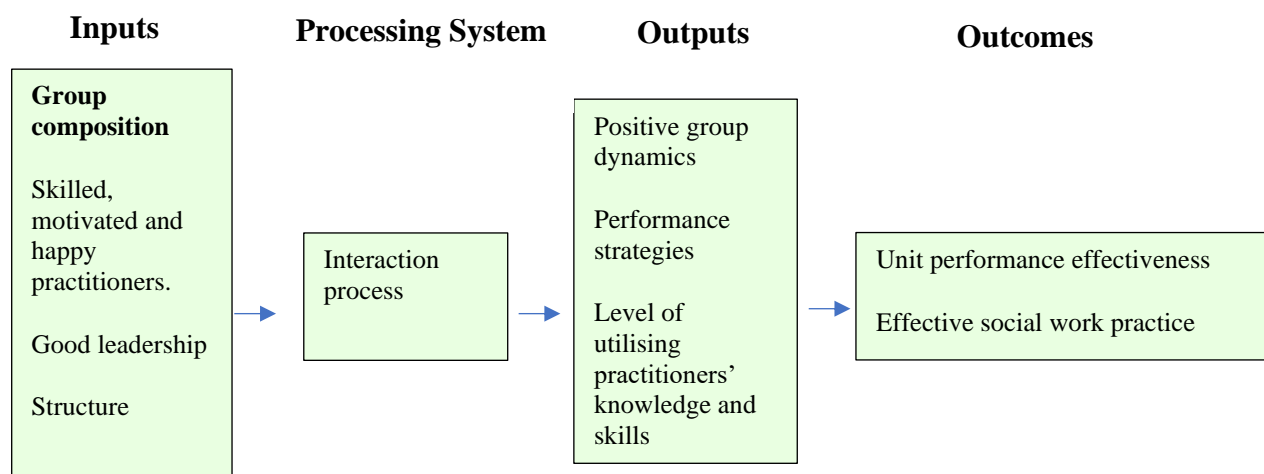 Inputs
Processing System
Outputs
Outcomes
Group
composition
Skilled,
motivated and
happy
practitioners.
Good leadership
Structure
Interaction
process
Positive group
dynamics
Performance
strategies
Level of
utilising
practitioners’
knowledge and
skills
Unit performance effectiveness
Effective social work practice